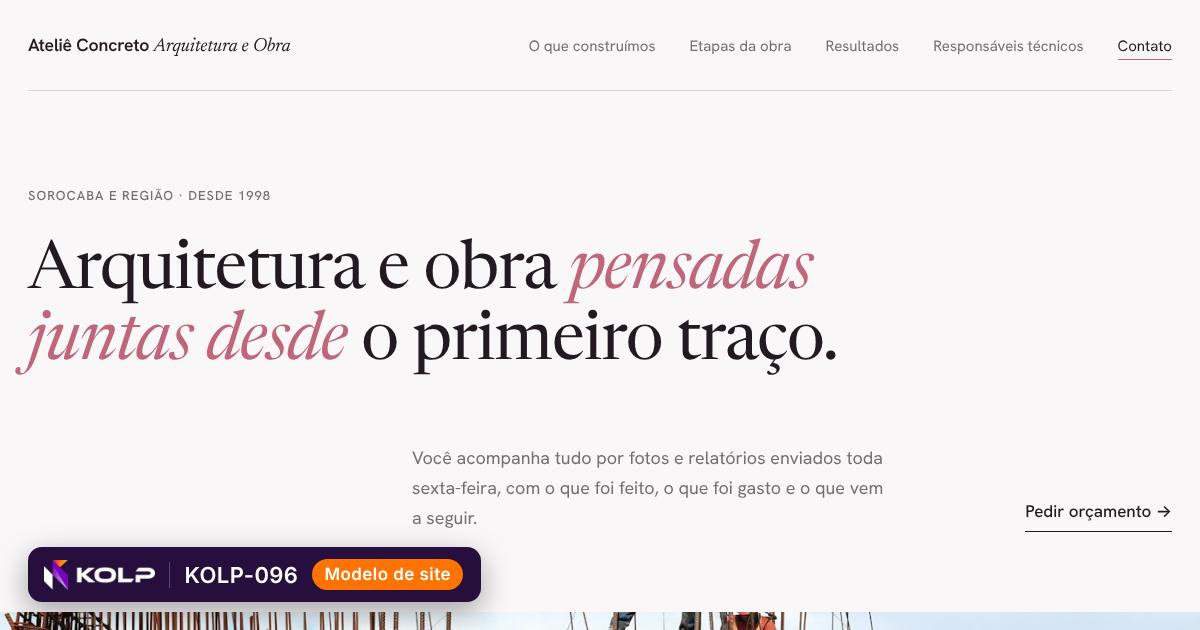 Ateliê Concreto Arquitetura e Obra
O que construímos
Etapas da obra
Resultados
Responsáveis técnicos
Contato
SOROCABA E REGIÃO · DESDE 1998
Arquitetura e obra pensadas
juntas desde o primeiro traço.
Você acompanha tudo por fotos e relatórios enviados toda
sexta-feira, com o que foi feito, o que foi gasto e o que vem
a seguir.
Pedir orçamento →
KOLP
KOLP-096
Modelo de site